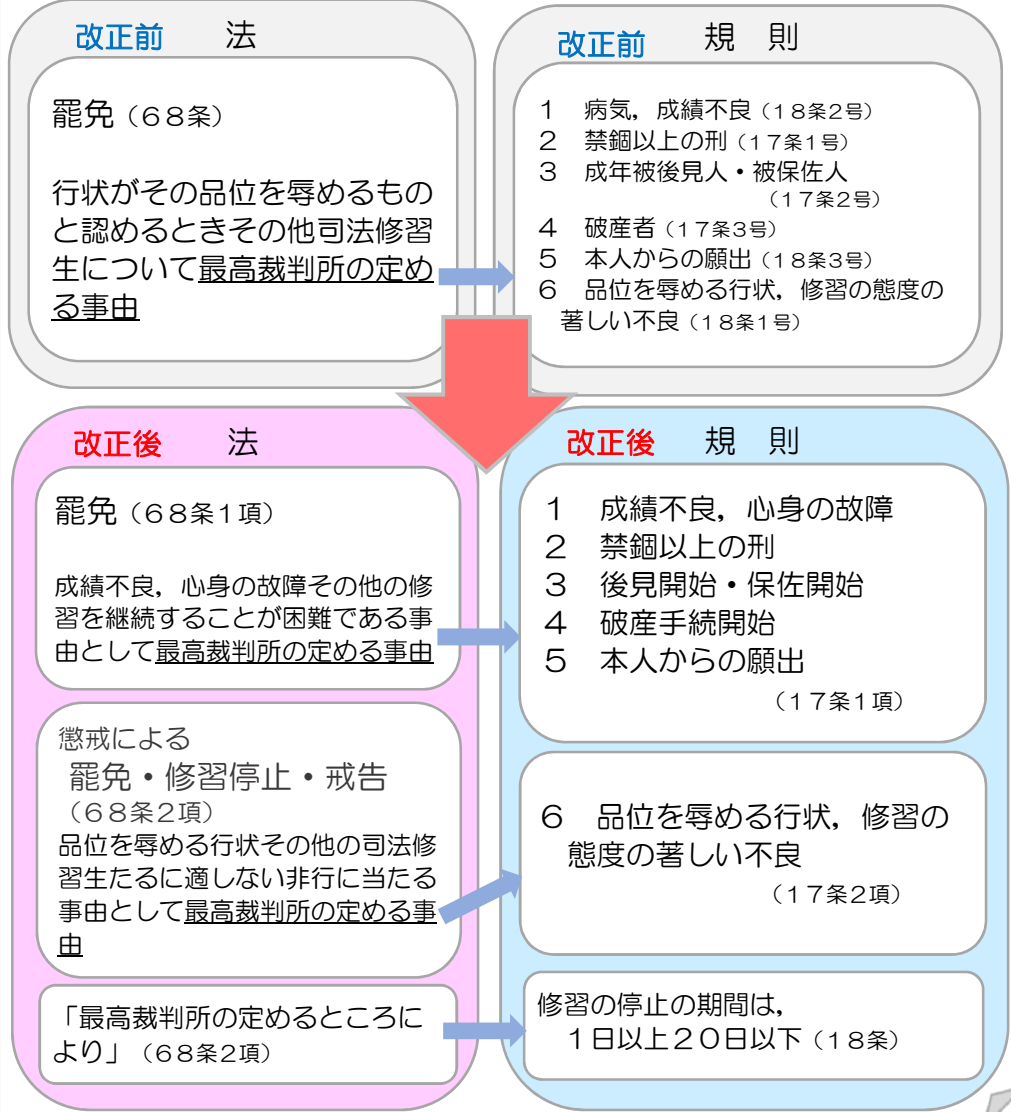 改正前　法
罷免（６８条）
行状がその品位を辱めるもの
と認めるときその他司法修習
生について最高裁判所の定め
る事由
改正前　規　則
１　病気，成績不良（１８条２号）
２　禁錮以上の刑（１７条１号）
３　成年被後見人・被保佐人
（１７条２号）
４　破産者（１７条３号）
５　本人からの願出（１８条３号）
６　品位を辱める行状，修習の態度の
著しい不良（１８条１号）
改正後　法
罷免（６８条１項）
成績不良，心身の故障その他の修
習を継続することが困難である事
由として最高裁判所の定める事由
懲戒による
罷免・修習停止・戒告
（６８条２項）
品位を辱める行状その他の司法修
習生たるに適しない非行に当たる
事由として最高裁判所の定める事
由
「最高裁判所の定めるところに
より」（６８条２項）
改正後　規　則
１　成績不良，心身の故障
２　禁錮以上の刑
３　後見開始・保佐開始
４　破産手続開始
５　本人からの願出
（１７条１項）
６　品位を辱める行状，修習の
態度の著しい不良
（１７条２項）
修習の停止の期間は，
１日以上２０日以下（１８条）